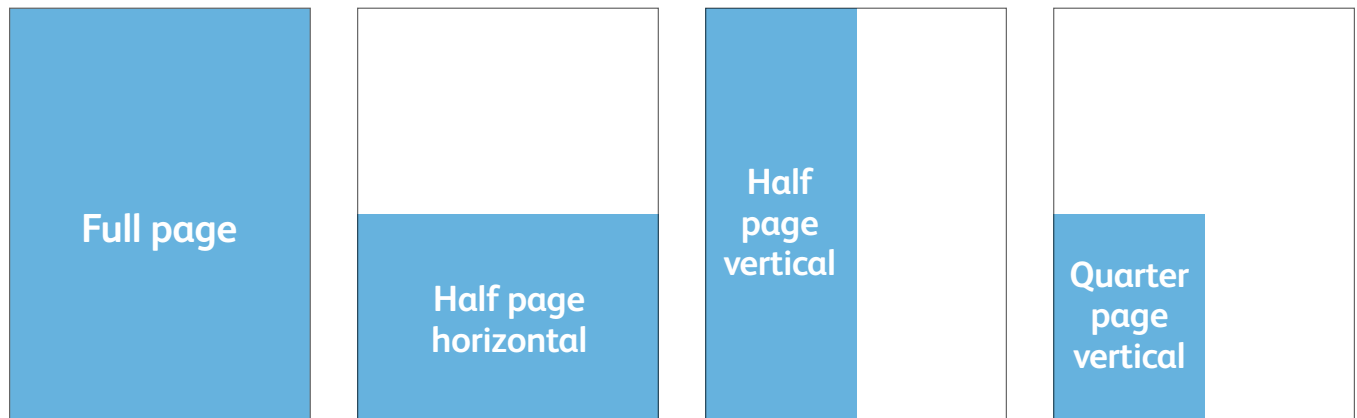 Full page
Half page
horizontal
Half
page
vertical
Quarter
page
vertical